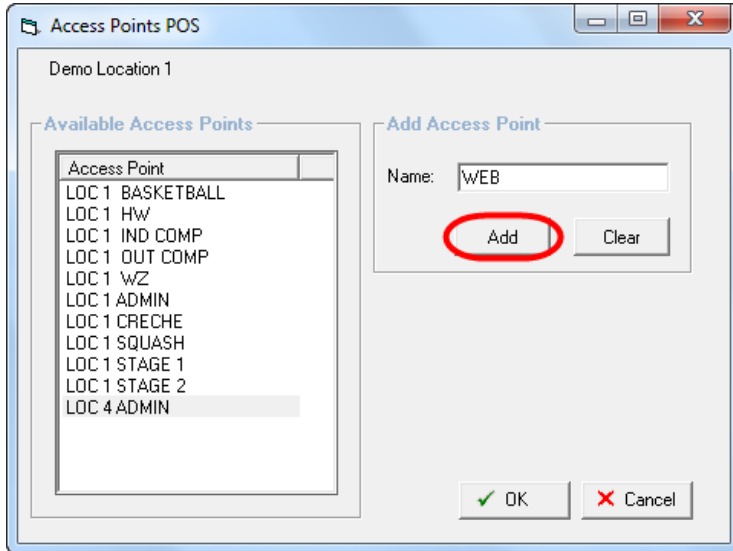 Access Points POS
Demo Location 1
Available Access Points
Access Point
LOC 1  BASKETBALL
LOC 1  HW
LOC 1  IND COMP
LOC 1  OUT COMP
LOC 1  WZ
LOC 1 ADMIN
LOC 1 CRECHE
LOC 1 SQUASH
LOC 1 STAGE 1
LOC 1 STAGE 2
LOC 4 ADMIN
Add Access Point
Name: WEB
Add Clear
OK Cancel